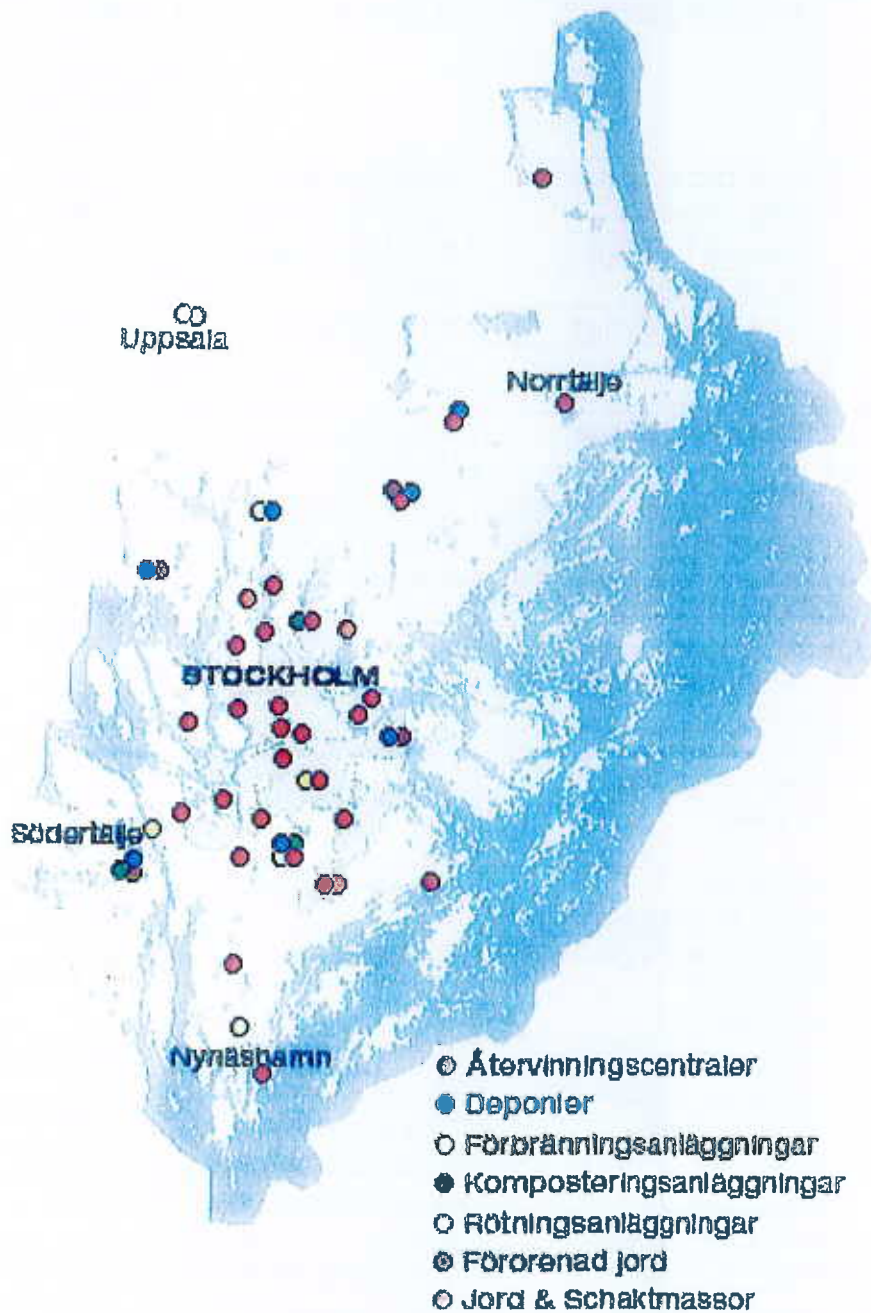 Uppsala
Norrtälje
STOCKHOLM
Södertälje
Nynäshamn
Återvinningscentraler
Deponier
Förbränningsanläggningar
Komposteringsanläggningar
Rötningsanläggningar
Förorenad jord
Jord & Schaktmassor